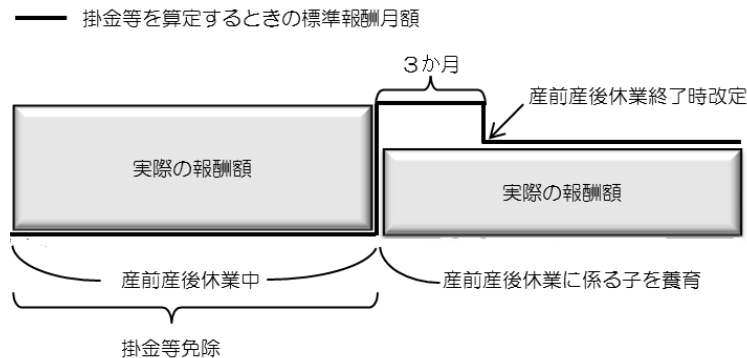 掛金等を算定するときの標準報酬月額
３か月
産前産後休業終了時改定
実際の報酬額
実際の報酬額
産前産後休業中
産前産後休業に係る子を養育
掛金等免除